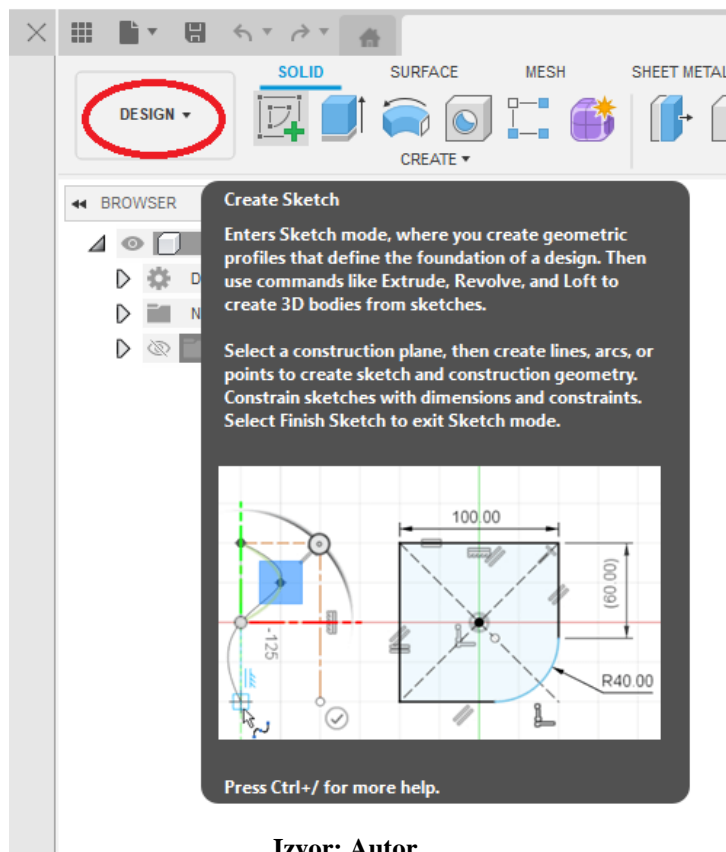 SOLID SURFACE MESH SHEET METAL
DESIGN
CREATE
BROWSER
D
N
Create Sketch
Enters Sketch mode, where you create geometric
profiles that define the foundation of a design. Then
use commands like Extrude, Revolve, and Loft to
create 3D bodies from sketches.
Select a construction plane, then create lines, arcs, or
points to create sketch and construction geometry.
Constrain sketches with dimensions and constraints.
Select Finish Sketch to exit Sketch mode.
100.00
(60.00)
-125
R40.00
Press Ctrl+/ for more help.
Izvor: Autor